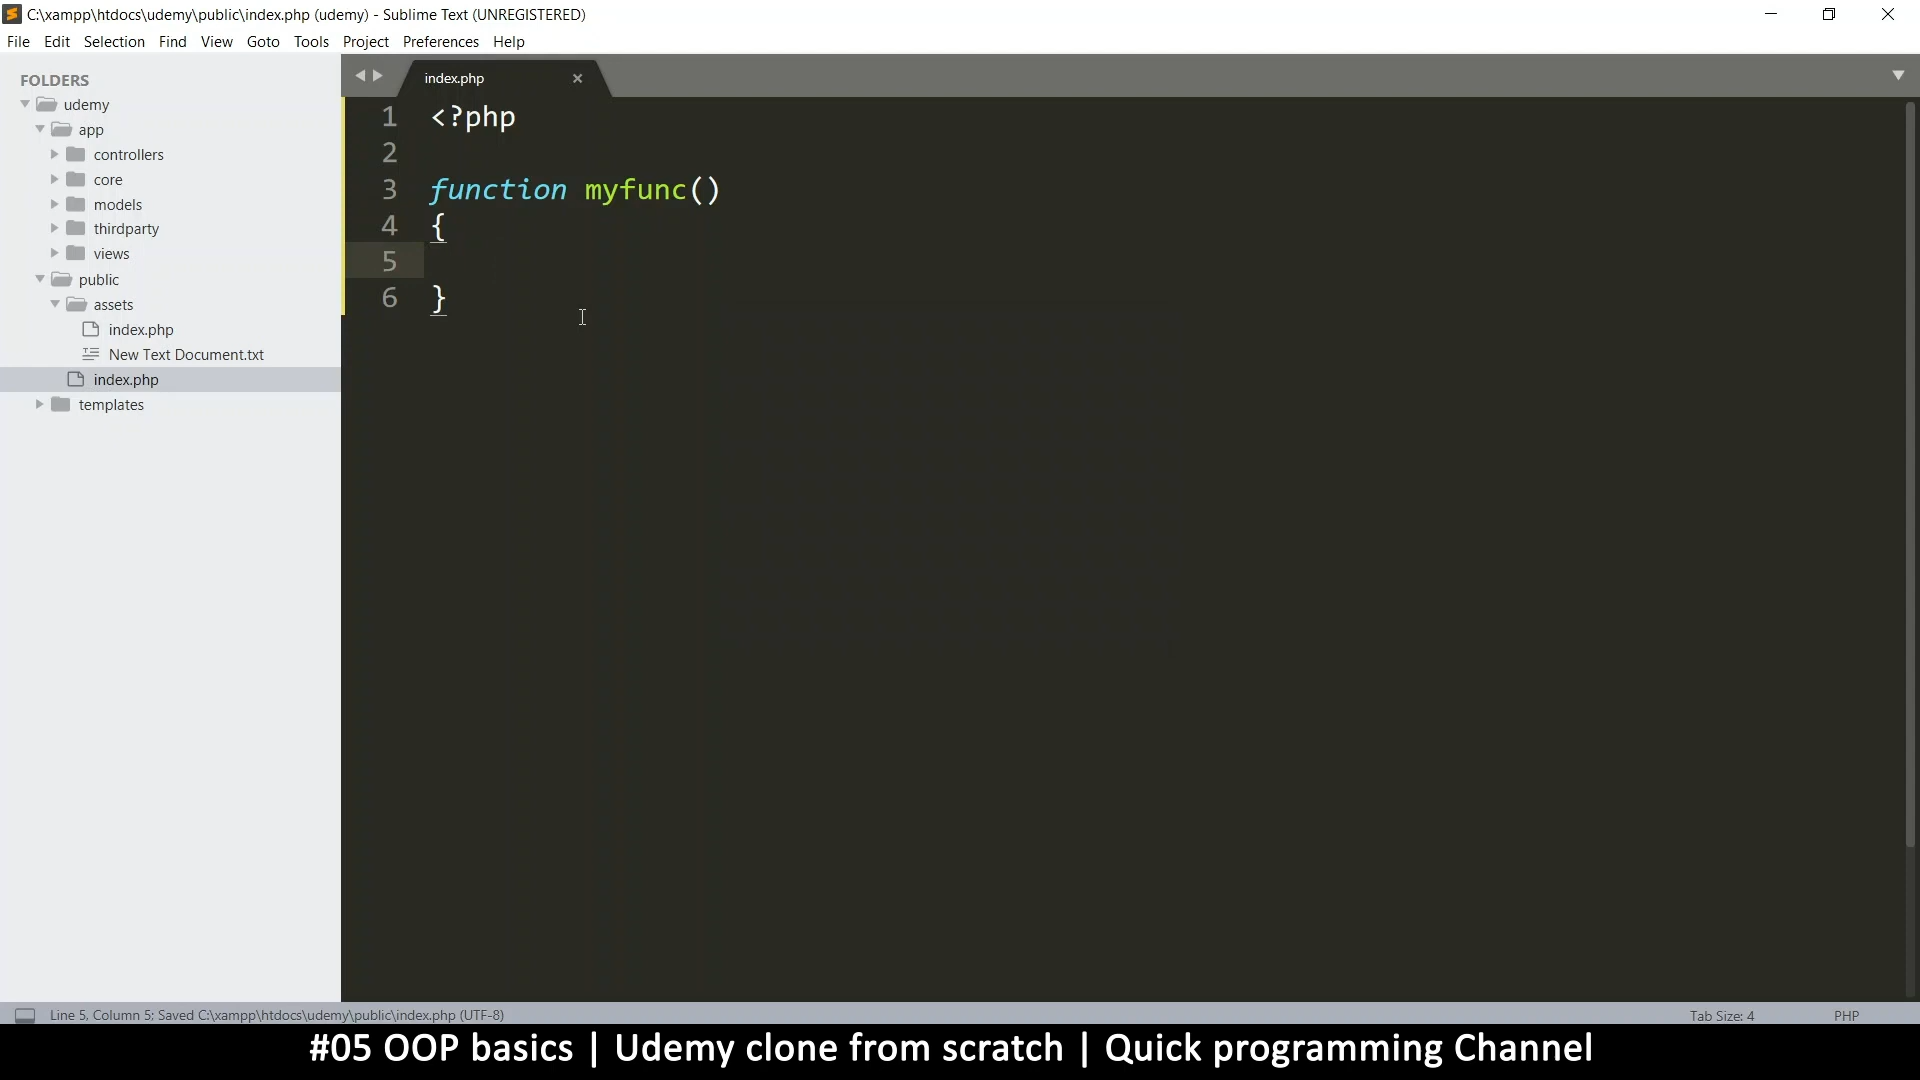 C:\xampp\htdocs\udemy\public\index.php (udemy) - Sublime Text (UNREGISTERED)
File Edit Selection Find View Goto Tools Project Preferences Help
FOLDERS
udemy
app
controllers
core
models
thirdparty
views
public
assets
index.php
New Text Document.txt
index.php
templates
index.php
1 <?php
2
3 function myfunc()
4 {
5
6 }
Line 5, Column 5; Saved C:\xampp\htdocs\udemy\public\index.php (UTF-8)
Tab Size: 4
PHP
#05 OOP basics | Udemy clone from scratch | Quick programming Channel